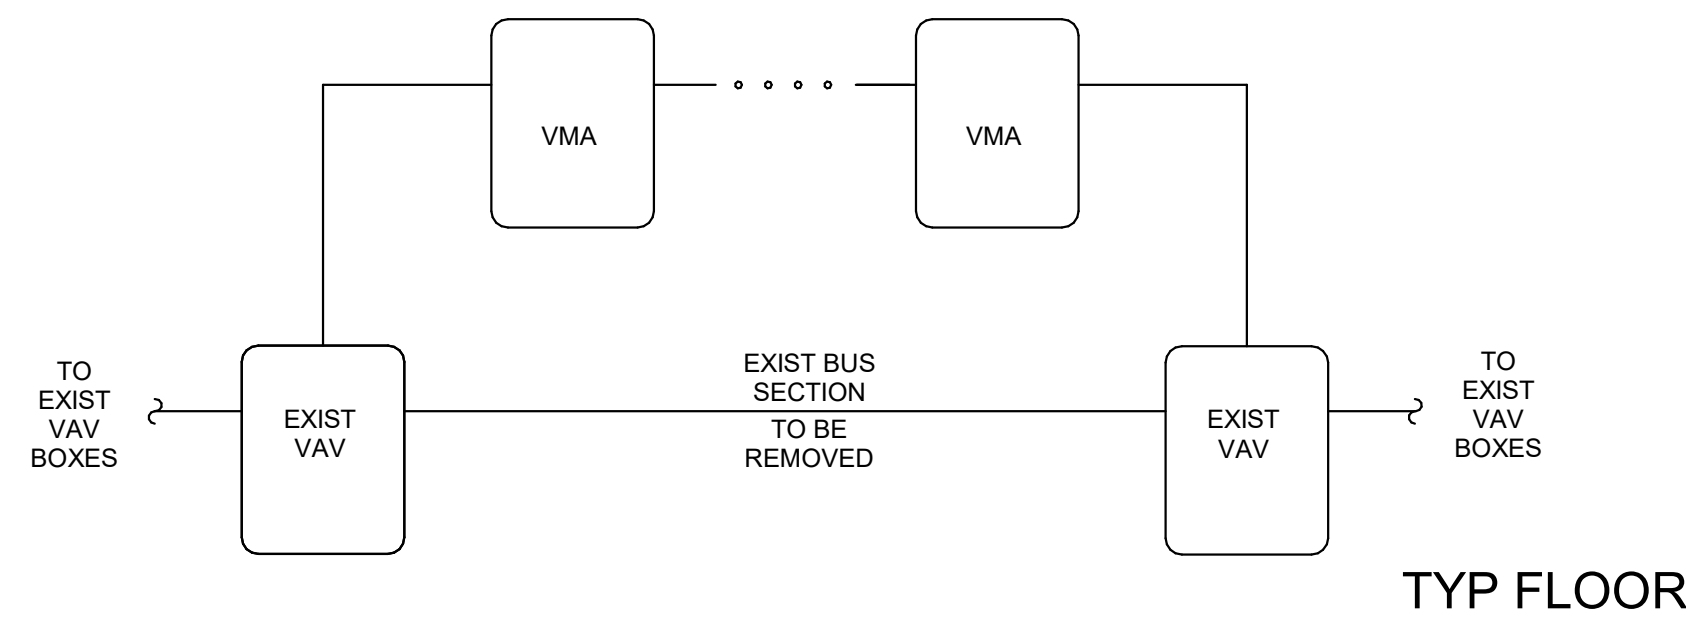 VMA
VMA
TO
EXIST
VAV
BOXES
EXIST
VAV
EXIST BUS
SECTION
TO BE
REMOVED
EXIST
VAV
TO
EXIST
VAV
BOXES
TYP FLOOR